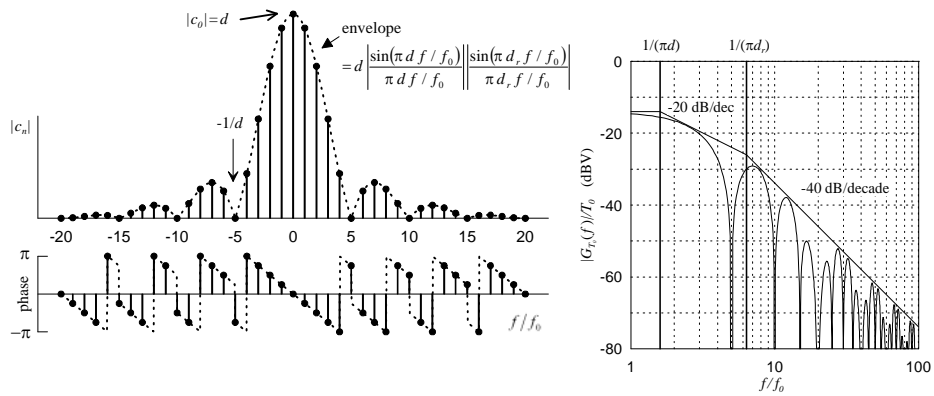 |c₀|=d
envelope
= d |sin(π d f / f₀) / π d f / f₀| |sin(π dᵣ f / f₀) / π dᵣ f / f₀|
-1/d
|cₙ|
-20 -15 -10 -5 0 5 10 15 20
π
phase
−π
f/f₀
1/(πd) 1/(πdᵣ)
0
-20
-40
-60
-80
-20 dB/dec
-40 dB/decade
|G_T₀(f)|/T₀ (dBV)
1 10 100
f/f₀